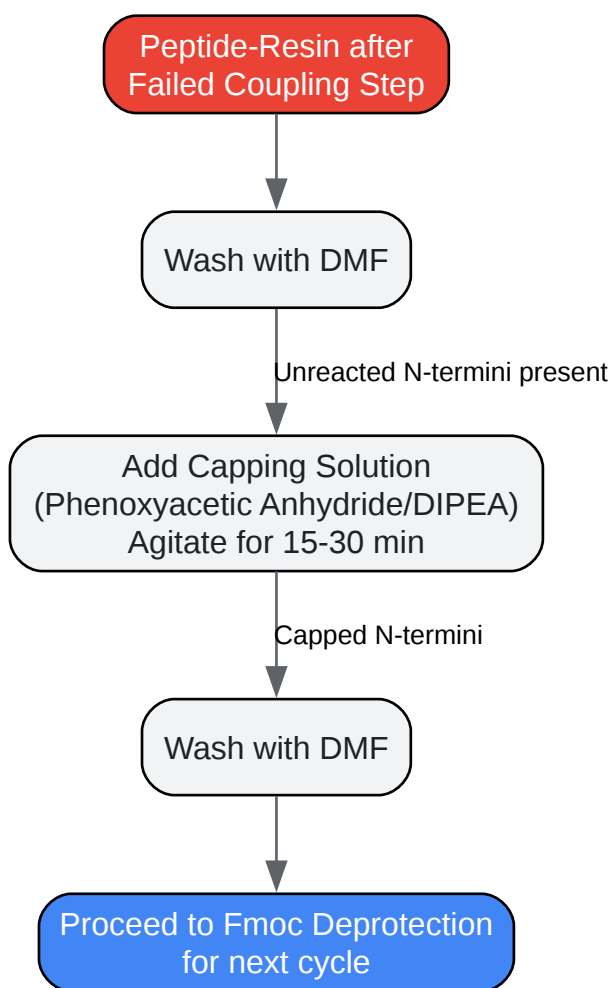 Peptide-Resin after
Failed Coupling Step
Wash with DMF
Unreacted N-termini present
Add Capping Solution
(Phenoxyacetic Anhydride/DIPEA)
Agitate for 15-30 min
Capped N-termini
Wash with DMF
Proceed to Fmoc Deprotection
for next cycle